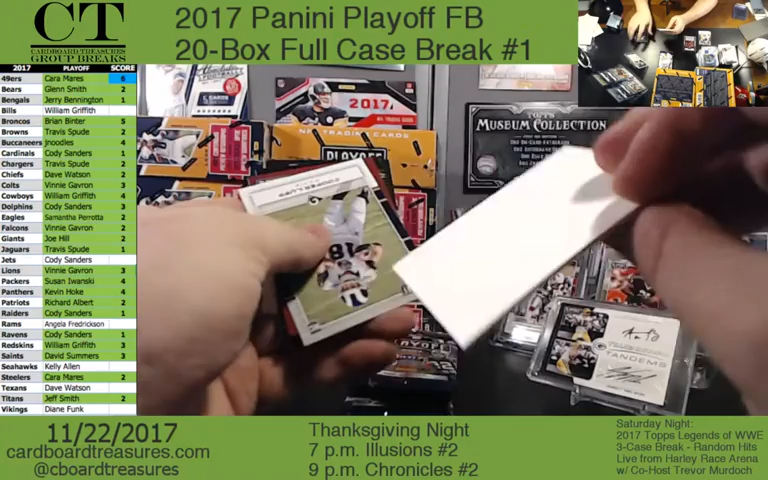 CT
CARDBOARD TREASURES
GROUP BREAKS
2017 Panini Playoff FB
20-Box Full Case Break #1
2017 PLAYOFF SCORE
49ers Cara Mares 6
Bears Glenn Smith 2
Bengals Jerry Bennington 1
Bills William Griffith
Broncos Brian Binter 5
Browns Travis Spude 2
Buccaneers Jnoodles 4
Cardinals Cody Sanders 1
Chargers Travis Spude 2
Chiefs Dave Watson 2
Colts Vinnie Gavron 3
Cowboys William Griffith 4
Dolphins Cody Sanders 3
Eagles Samantha Perrotta 2
Falcons Vinnie Gavron 2
Giants Joe Hill 2
Jaguars Travis Spude 1
Jets Cody Sanders
Lions Vinnie Gavron 3
Packers Susan Iwanski 4
Panthers Kevin Hoke 4
Patriots Richard Albert 2
Raiders Cody Sanders 1
Rams Angela Fredrickson
Ravens Cody Sanders 1
Redskins William Griffith 3
Saints David Summers 3
Seahawks Kelly Allen
Steelers Cara Mares 2
Texans Dave Watson
Titans Jeff Smith 2
Vikings Diane Funk
2017
NFL TRADING CARDS
PLAYOFF
TOPPS
MUSEUM COLLECTION
COOPER KUPP
18
TANDEMS
11/22/2017
cardboardtreasures.com
@cboardtreasures
Thanksgiving Night
7 p.m. Illusions #2
9 p.m. Chronicles #2
Saturday Night:
2017 Topps Legends of WWE
3-Case Break - Random Hits
Live from Harley Race Arena
w/ Co-Host Trevor Murdoch